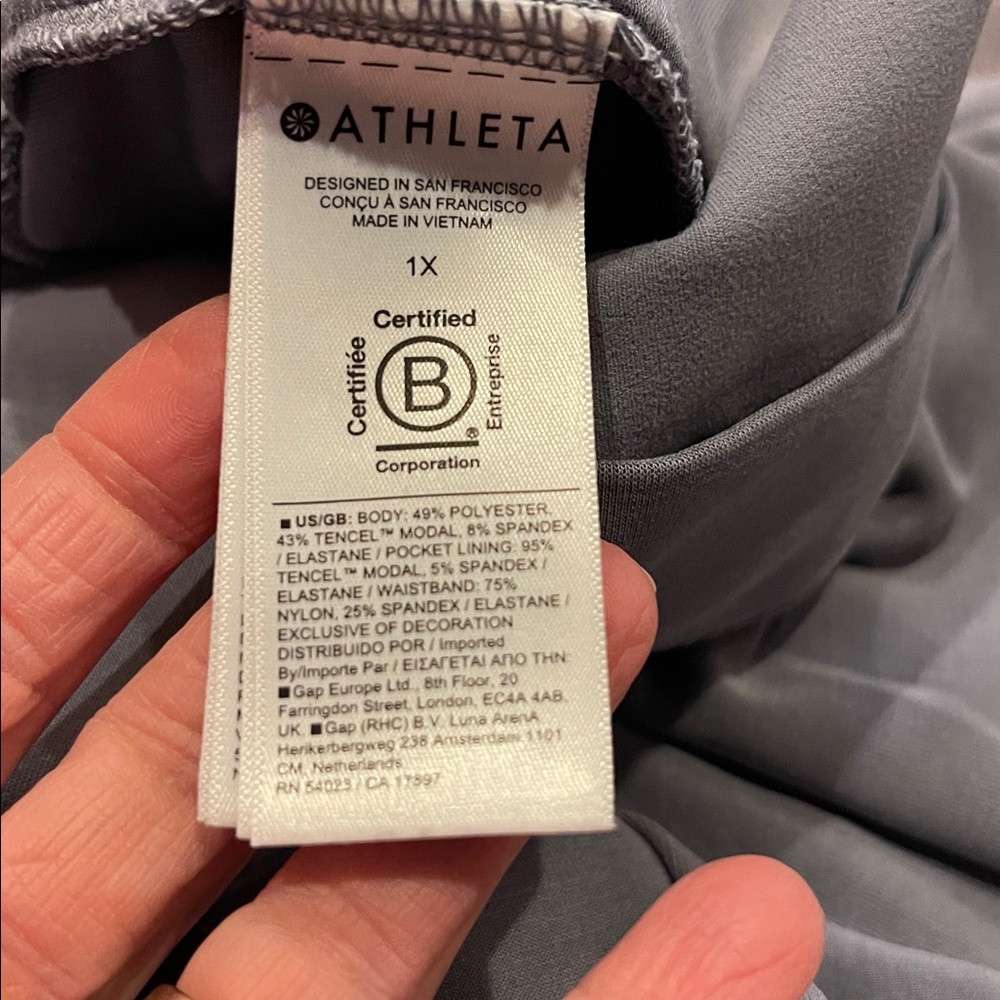 ATHLETA
DESIGNED IN SAN FRANCISCO
CONÇU À SAN FRANCISCO
MADE IN VIETNAM
1X
Certified
Certifiée
B
Entreprise
®
Corporation
■ US/GB: BODY: 49% POLYESTER,
43% TENCEL™ MODAL, 8% SPANDEX
/ ELASTANE / POCKET LINING: 95%
TENCEL™ MODAL, 5% SPANDEX /
ELASTANE / WAISTBAND: 75%
NYLON, 25% SPANDEX / ELASTANE /
EXCLUSIVE OF DECORATION
DISTRIBUIDO POR / Imported
By/Importe Par / ΕΙΣΑΓΕΤΑΙ ΑΠΟ ΤΗΝ:
■ Gap Europe Ltd., 8th Floor, 20
Farringdon Street, London, EC4A 4AB.
UK. ■ Gap (RHC) B.V. Luna ArenA
Herikerbergweg 238 Amsterdam 1101
CM, Netherlands
RN 54023 / CA 17897